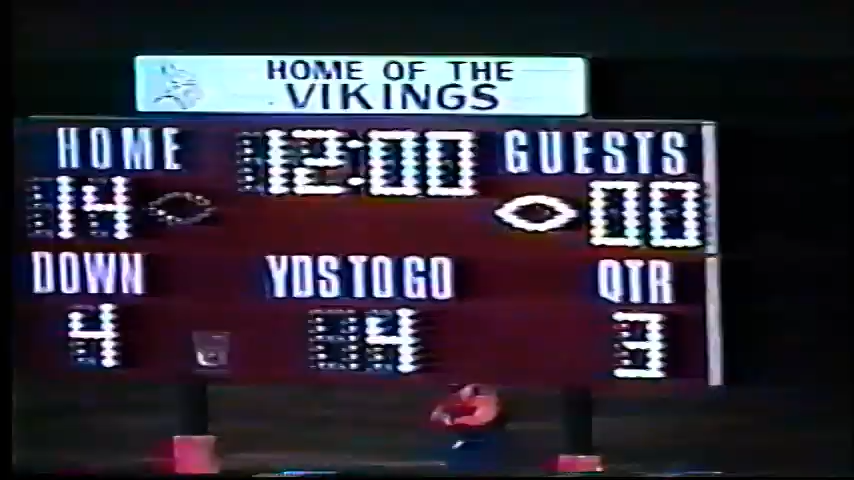 HOME OF THE
VIKINGS
HOME 12:00 GUESTS
14 00
DOWN YDS TO GO QTR
4 4 3